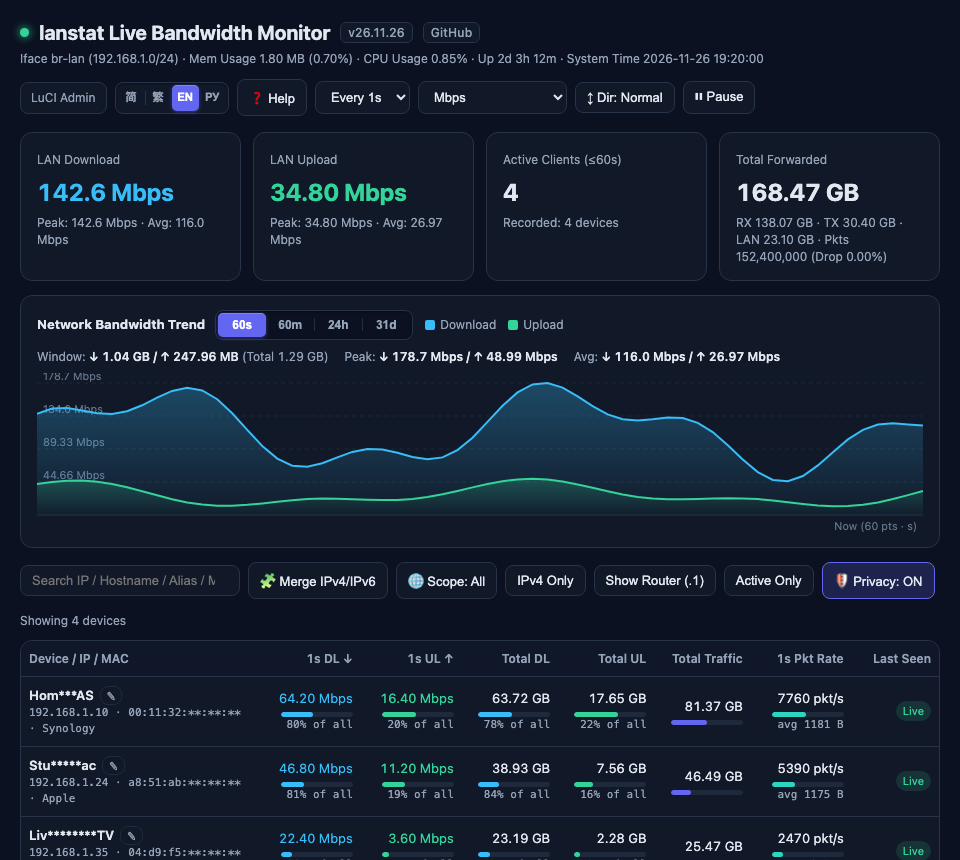 lanstat Live Bandwidth Monitor v26.11.26 GitHub
Iface br-lan (192.168.1.0/24) · Mem Usage 1.80 MB (0.70%) · CPU Usage 0.85% · Up 2d 3h 12m · System Time 2026-11-26 19:20:00
LuCI Admin 简 繁 EN РУ ❓ Help Every 1s Mbps ↕ Dir: Normal ⏸ Pause
LAN Download
142.6 Mbps
Peak: 142.6 Mbps · Avg: 116.0
Mbps
LAN Upload
34.80 Mbps
Peak: 34.80 Mbps · Avg: 26.97
Mbps
Active Clients (≤60s)
4
Recorded: 4 devices
Total Forwarded
168.47 GB
RX 138.07 GB · TX 30.40 GB ·
LAN 23.10 GB · Pkts
152,400,000 (Drop 0.00%)
Network Bandwidth Trend 60s 60m 24h 31d Download Upload
Window: ↓ 1.04 GB / ↑ 247.96 MB (Total 1.29 GB) Peak: ↓ 178.7 Mbps / ↑ 48.99 Mbps Avg: ↓ 116.0 Mbps / ↑ 26.97 Mbps
178.7 Mbps
134.0 Mbps
89.33 Mbps
44.66 Mbps
Now (60 pts · s)
Search IP / Hostname / Alias / M 🧩 Merge IPv4/IPv6 🌐 Scope: All IPv4 Only Show Router (.1) Active Only 🛡️ Privacy: ON
Showing 4 devices
Device / IP / MAC 1s DL ↓ 1s UL ↑ Total DL Total UL Total Traffic 1s Pkt Rate Last Seen
Hom***AS ✎ 64.20 Mbps 16.40 Mbps 63.72 GB 17.65 GB 81.37 GB 7760 pkt/s Live
192.168.1.10 · 00:11:32:**:**:** 80% of all 20% of all 78% of all 22% of all avg 1181 B
· Synology
Stu*****ac ✎ 46.80 Mbps 11.20 Mbps 38.93 GB 7.56 GB 46.49 GB 5390 pkt/s Live
192.168.1.24 · a8:51:ab:**:**:** 81% of all 19% of all 84% of all 16% of all avg 1175 B
· Apple
Liv********TV ✎ 22.40 Mbps 3.60 Mbps 23.19 GB 2.28 GB 25.47 GB 2470 pkt/s Live
192.168.1.35 · 04:d9:f5:**:**:**